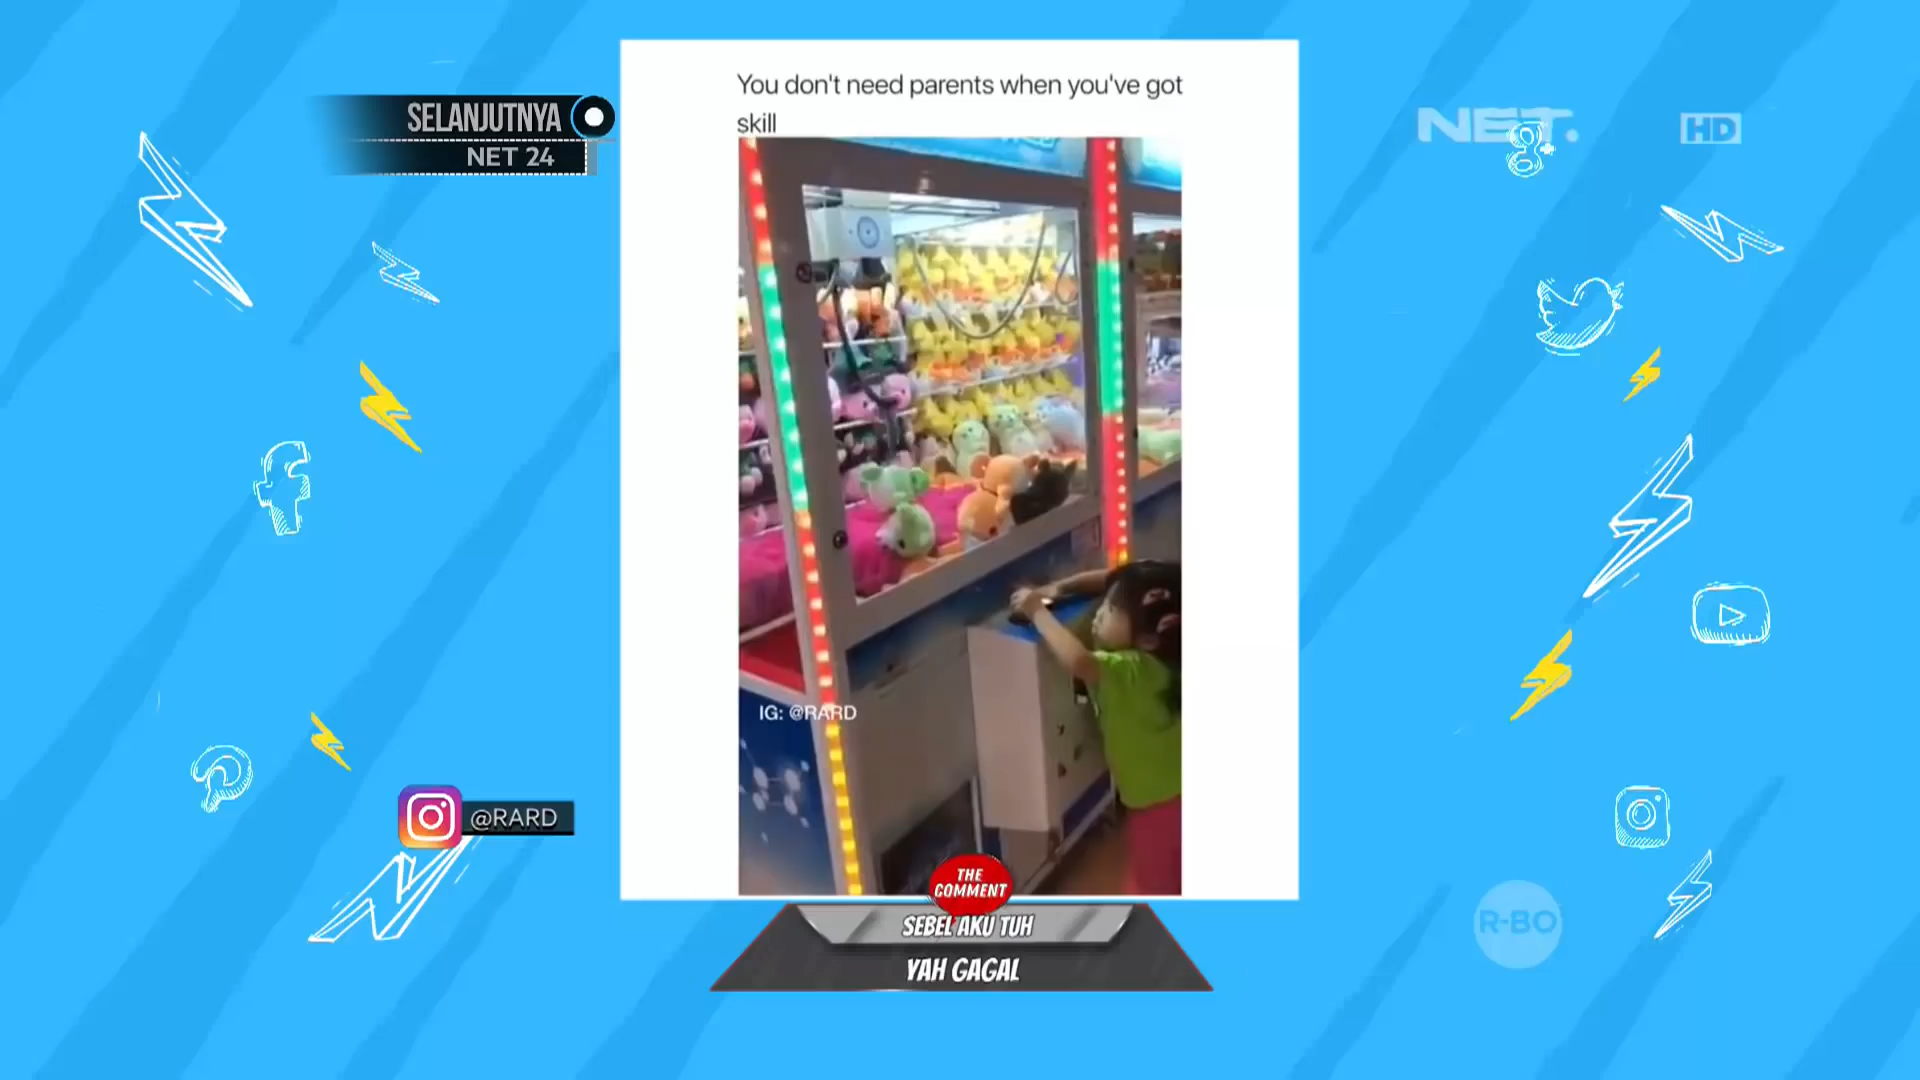 You don't need parents when you've got
skill
SELANJUTNYA
NET 24
NET.
HD
g+
IG: @RARD
@RARD
THE
COMMENT
SEBEL AKU TUH
YAH GAGAL
R-BO